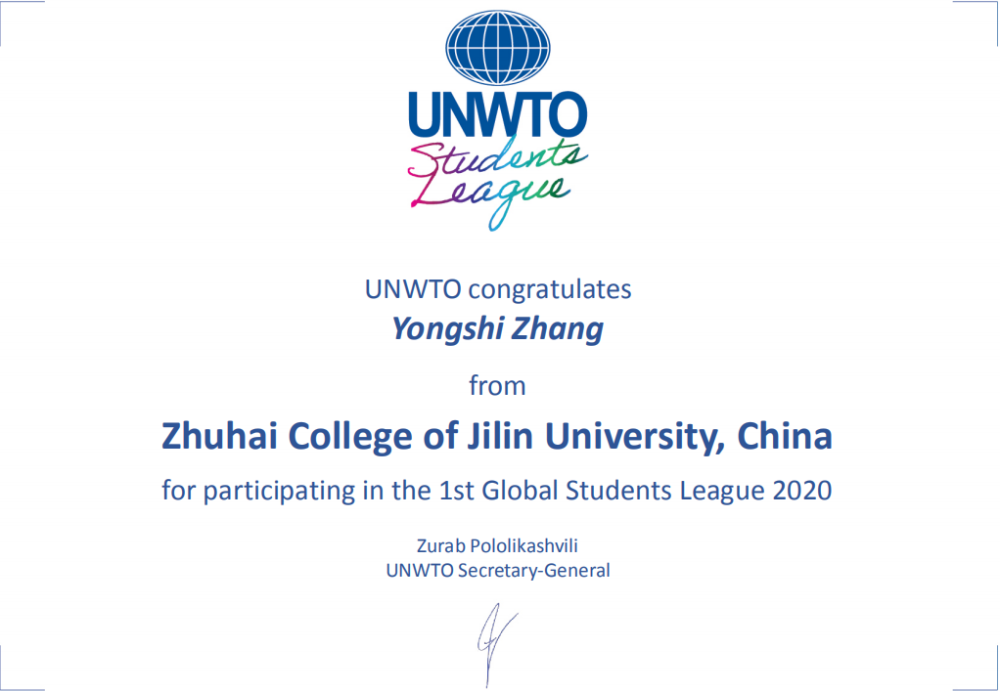 UNWTO
Students
League
UNWTO congratulates
Yongshi Zhang
from
Zhuhai College of Jilin University, China
for participating in the 1st Global Students League 2020
Zurab Pololikashvili
UNWTO Secretary-General